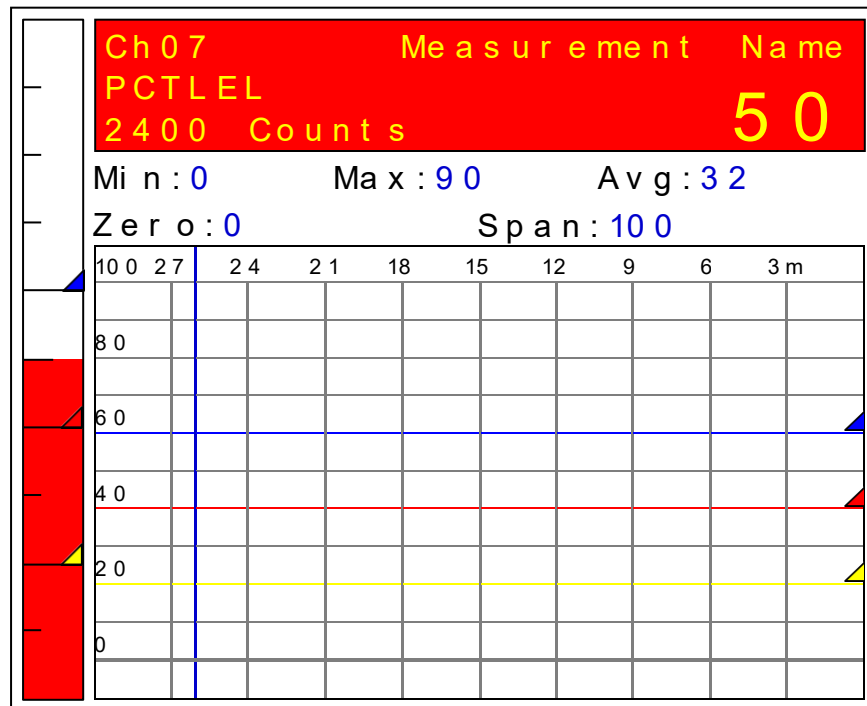 Ch07 Measurement Name
PCTLEL
50
2400 Counts
Min:0 Max:90 Avg:32
Zero:0 Span:100
100 27 24 21 18 15 12 9 6 3m
80
60
40
20
0